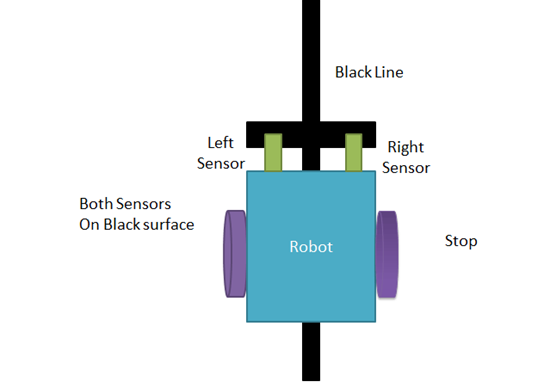 Black Line
Left
Sensor
Right
Sensor
Both Sensors
On Black surface
Robot
Stop